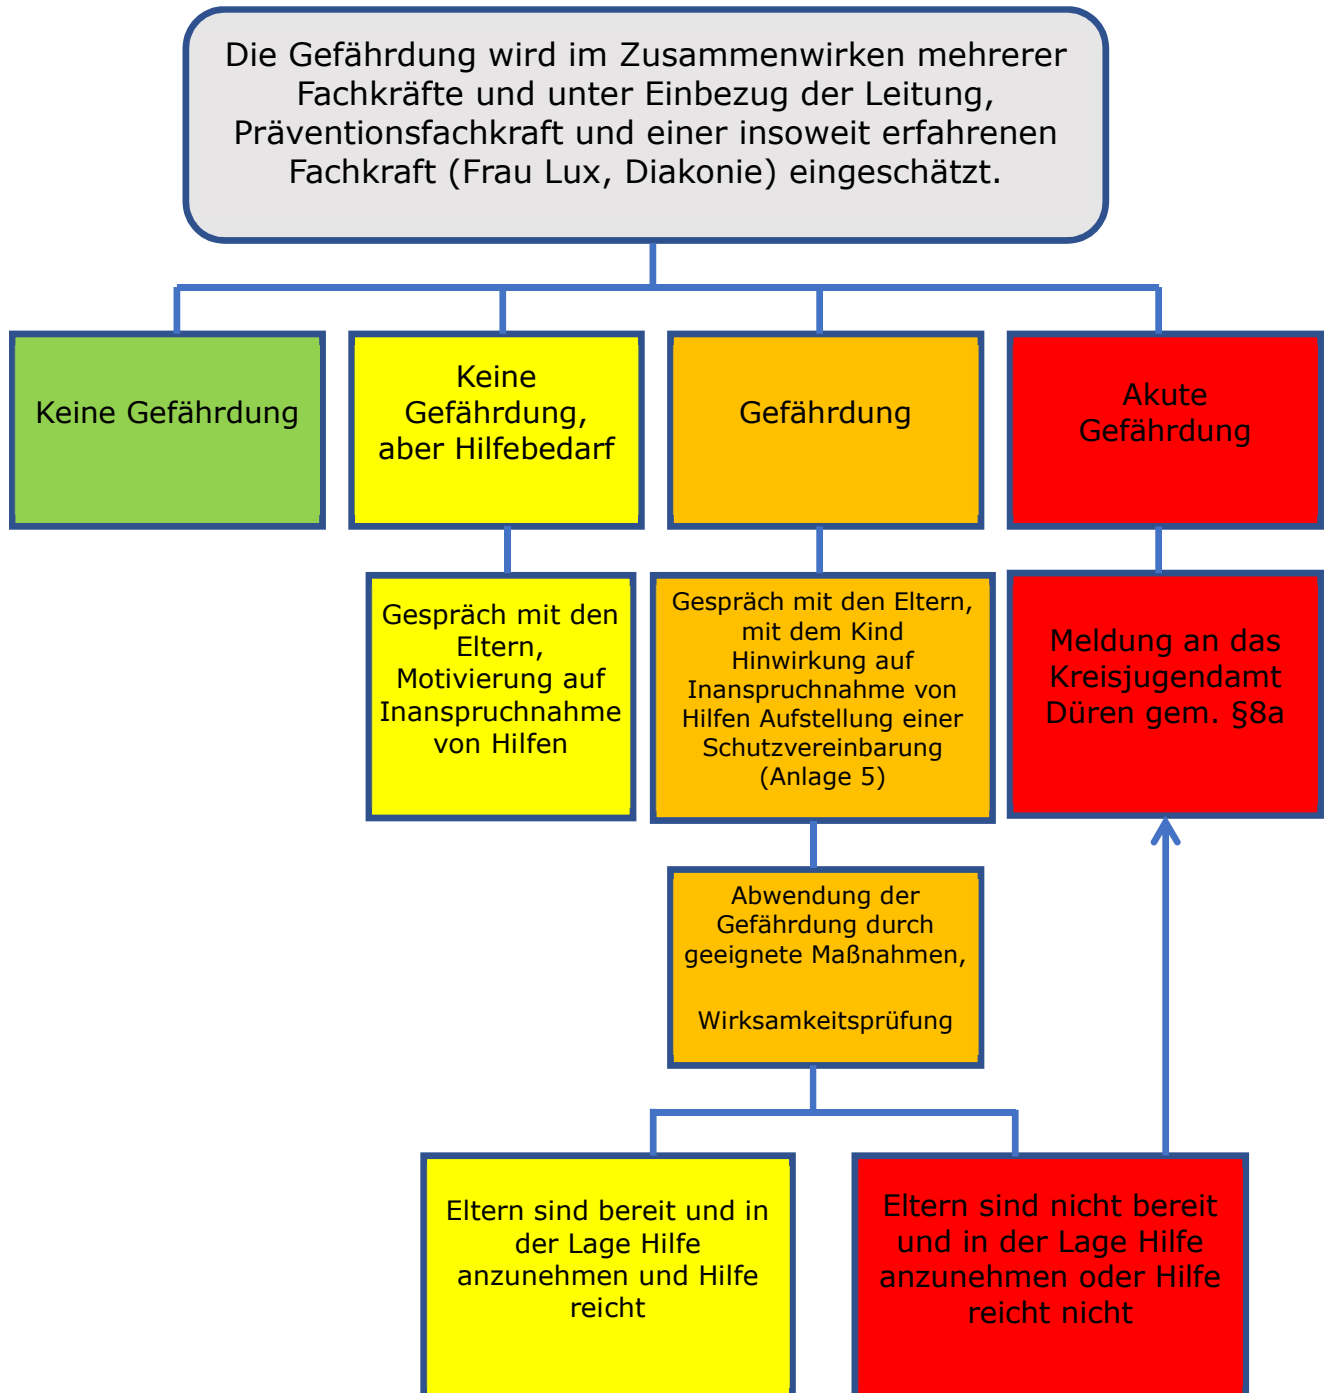 Die Gefährdung wird im Zusammenwirken mehrerer
Fachkräfte und unter Einbezug der Leitung,
Präventionsfachkraft und einer insoweit erfahrenen
Fachkraft (Frau Lux, Diakonie) eingeschätzt.
Keine Gefährdung
Keine
Gefährdung,
aber Hilfebedarf
Gefährdung
Akute
Gefährdung
Gespräch mit den
Eltern,
Motivierung auf
Inanspruchnahme
von Hilfen
Gespräch mit den Eltern,
mit dem Kind
Hinwirkung auf
Inanspruchnahme von
Hilfen Aufstellung einer
Schutzvereinbarung
(Anlage 5)
Meldung an das
Kreisjugendamt
Düren gem. §8a
Abwendung der
Gefährdung durch
geeignete Maßnahmen,
Wirksamkeitsprüfung
Eltern sind bereit und in
der Lage Hilfe
anzunehmen und Hilfe
reicht
Eltern sind nicht bereit
und in der Lage Hilfe
anzunehmen oder Hilfe
reicht nicht